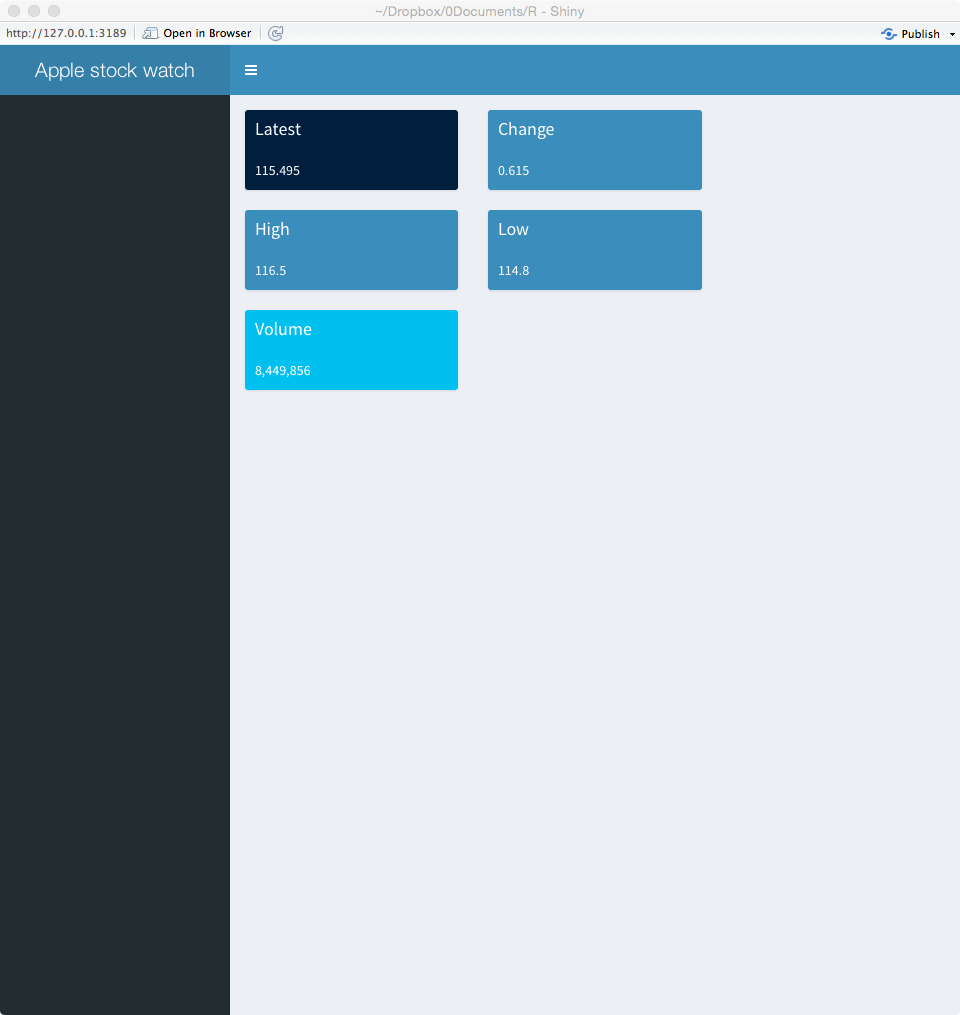 ~/Dropbox/0Documents/R - Shiny
http://127.0.0.1:3189 Open in Browser Publish
Apple stock watch
Latest
115.495
Change
0.615
High
116.5
Low
114.8
Volume
8,449,856